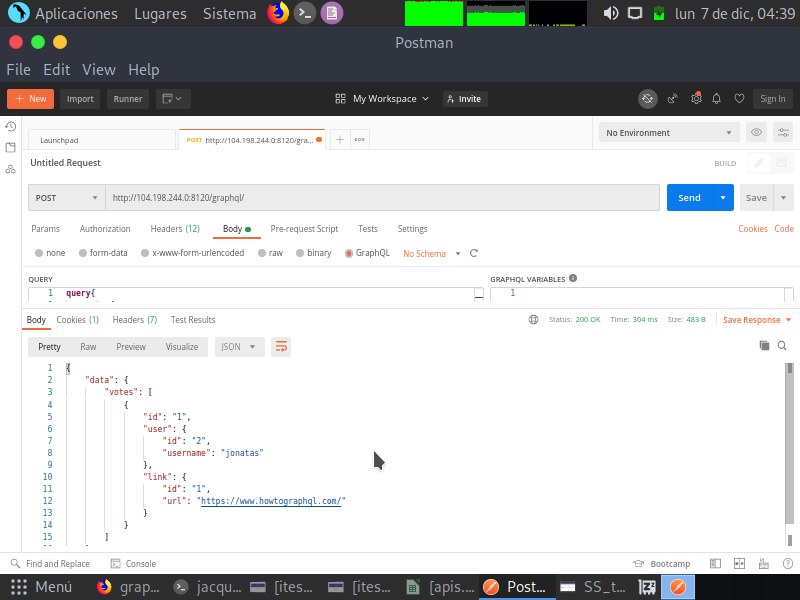 Aplicaciones Lugares Sistema lun 7 de dic, 04:39
Postman
File Edit View Help
+ New Import Runner My Workspace Invite Sign In
Launchpad POST http://104.198.244.0:8120/gra... + ooo No Environment
Untitled Request BUILD
POST http://104.198.244.0:8120/graphql/ Send Save
Params Authorization Headers (12) Body Pre-request Script Tests Settings Cookies Code
none form-data x-www-form-urlencoded raw binary GraphQL No Schema
QUERY GRAPHQL VARIABLES
1 query{ 1
Body Cookies (1) Headers (7) Test Results Status: 200 OK Time: 304 ms Size: 483 B Save Response
Pretty Raw Preview Visualize JSON
1 {
2 "data": {
3 "votes": [
4 {
5 "id": "1",
6 "user": {
7 "id": "2",
8 "username": "jonatas"
9 },
10 "link": {
11 "id": "1",
12 "url": "https://www.howtographql.com/"
13 }
14 }
15 ]
Find and Replace Console Bootcamp
Menú grap... jacqu... [ites... [ites... [apis.... Post... SS_t...